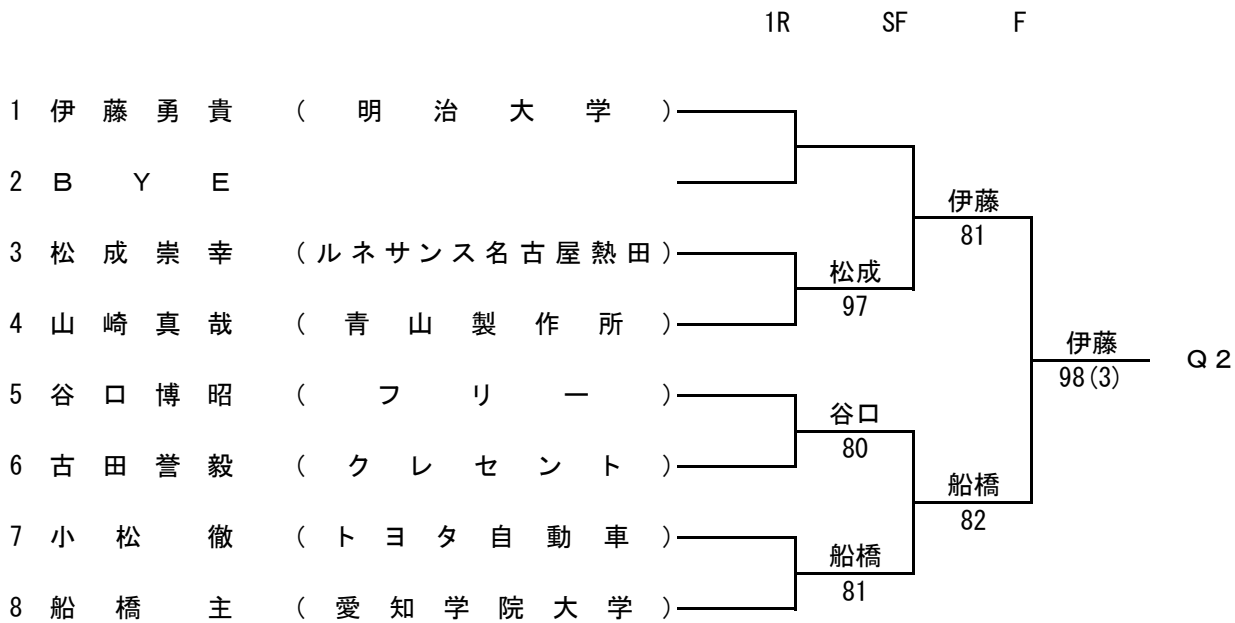 1R SF F
1 伊藤勇貴 (明治大学)
2 BYE
伊藤
81
3 松成崇幸 (ルネサンス名古屋熱田)
松成
97
4 山崎真哉 (青山製作所)
伊藤
98(3)
Q2
5 谷口博昭 (フリー)
谷口
80
6 古田誉毅 (クレセント)
船橋
82
7 小松徹 (トヨタ自動車)
船橋
81
8 船橋主 (愛知学院大学)